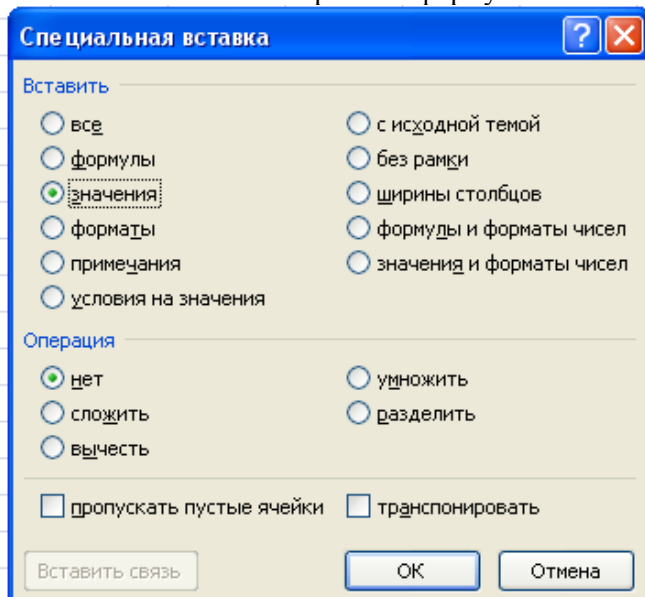 Специальная вставка
Вставить
все
с исходной темой
формулы
без рамки
значения
ширины столбцов
форматы
формулы и форматы чисел
примечания
значения и форматы чисел
условия на значения
Операция
нет
умножить
сложить
разделить
вычесть
пропускать пустые ячейки
транспонировать
Вставить связь
ОК
Отмена